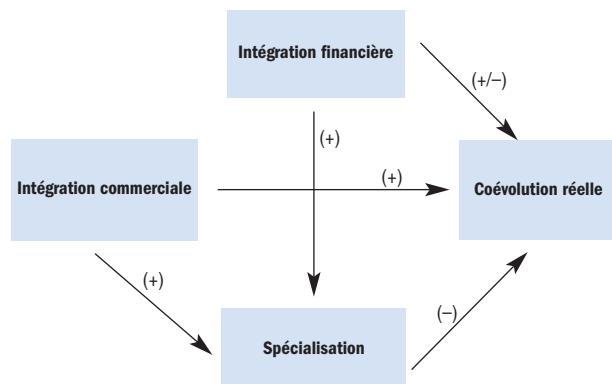 Intégration financière
(+/–)
(+)
Intégration commerciale
(+)
Coévolution réelle
(+)
(–)
Spécialisation